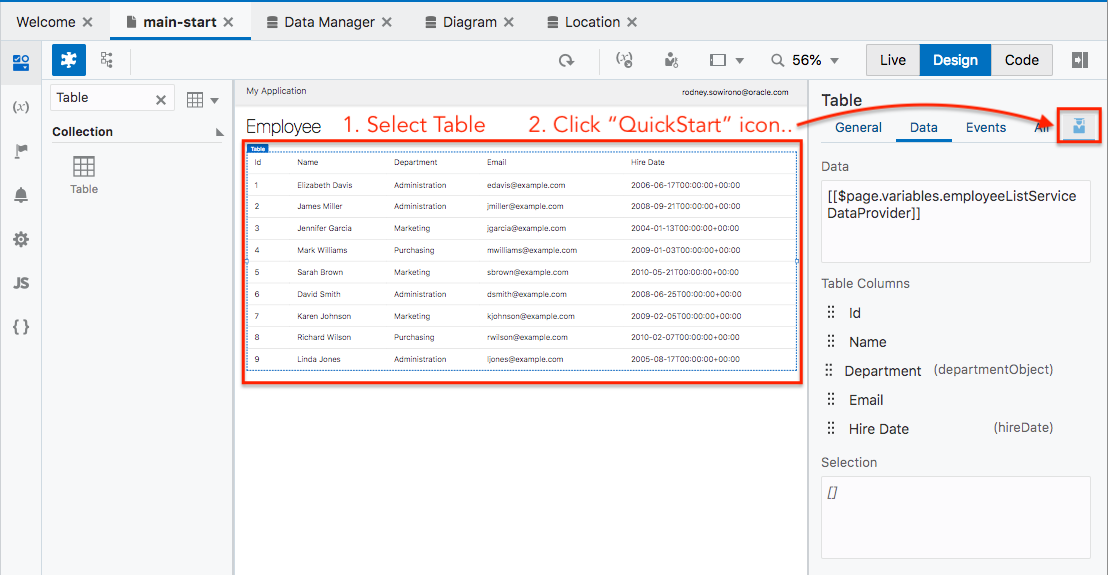 Welcome
main-start
Data Manager
Diagram
Location
(x)
56%
Live
Design
Code
Table
Collection
Table
(x)
JS
{ }
My Application
rodney.sowirono@oracle.com
Employee
1. Select Table
2. Click “QuickStart” icon..
Table
Id Name Department Email Hire Date
1 Elizabeth Davis Administration edavis@example.com 2006-06-17T00:00:00+00:00
2 James Miller Administration jmiller@example.com 2008-09-21T00:00:00+00:00
3 Jennifer Garcia Marketing jgarcia@example.com 2004-01-13T00:00:00+00:00
4 Mark Williams Purchasing mwilliams@example.com 2009-01-03T00:00:00+00:00
5 Sarah Brown Marketing sbrown@example.com 2010-05-21T00:00:00+00:00
6 David Smith Administration dsmith@example.com 2008-06-25T00:00:00+00:00
7 Karen Johnson Marketing kjohnson@example.com 2009-02-05T00:00:00+00:00
8 Richard Wilson Purchasing rwilson@example.com 2010-02-07T00:00:00+00:00
9 Linda Jones Administration ljones@example.com 2005-08-17T00:00:00+00:00
Table
General
Data
Events
All
Data
[[$page.variables.employeeListService
DataProvider]]
Table Columns
Id
Name
Department (departmentObject)
Email
Hire Date (hireDate)
Selection
[]